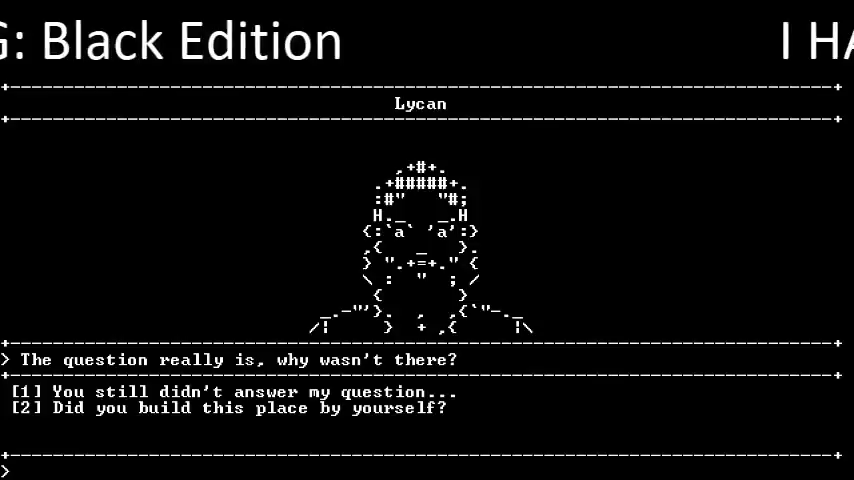 G: Black Edition
I HA
Lycan
> The question really is, why wasn't there?
[1] You still didn't answer my question...
[2] Did you build this place by yourself?
>